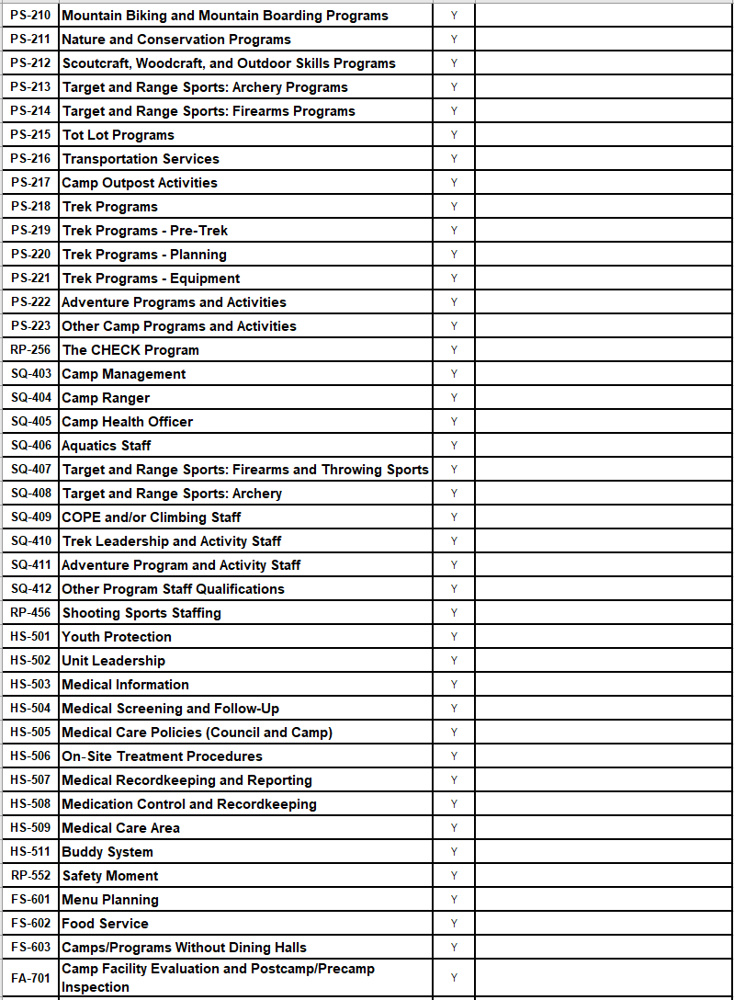 PS-210 Mountain Biking and Mountain Boarding Programs Y
PS-211 Nature and Conservation Programs Y
PS-212 Scoutcraft, Woodcraft, and Outdoor Skills Programs Y
PS-213 Target and Range Sports: Archery Programs Y
PS-214 Target and Range Sports: Firearms Programs Y
PS-215 Tot Lot Programs Y
PS-216 Transportation Services Y
PS-217 Camp Outpost Activities Y
PS-218 Trek Programs Y
PS-219 Trek Programs - Pre-Trek Y
PS-220 Trek Programs - Planning Y
PS-221 Trek Programs - Equipment Y
PS-222 Adventure Programs and Activities Y
PS-223 Other Camp Programs and Activities Y
RP-256 The CHECK Program Y
SQ-403 Camp Management Y
SQ-404 Camp Ranger Y
SQ-405 Camp Health Officer Y
SQ-406 Aquatics Staff Y
SQ-407 Target and Range Sports: Firearms and Throwing Sports Y
SQ-408 Target and Range Sports: Archery Y
SQ-409 COPE and/or Climbing Staff Y
SQ-410 Trek Leadership and Activity Staff Y
SQ-411 Adventure Program and Activity Staff Y
SQ-412 Other Program Staff Qualifications Y
RP-456 Shooting Sports Staffing Y
HS-501 Youth Protection Y
HS-502 Unit Leadership Y
HS-503 Medical Information Y
HS-504 Medical Screening and Follow-Up Y
HS-505 Medical Care Policies (Council and Camp) Y
HS-506 On-Site Treatment Procedures Y
HS-507 Medical Recordkeeping and Reporting Y
HS-508 Medication Control and Recordkeeping Y
HS-509 Medical Care Area Y
HS-511 Buddy System Y
RP-552 Safety Moment Y
FS-601 Menu Planning Y
FS-602 Food Service Y
FS-603 Camps/Programs Without Dining Halls Y
FA-701 Camp Facility Evaluation and Postcamp/Precamp Y
Inspection